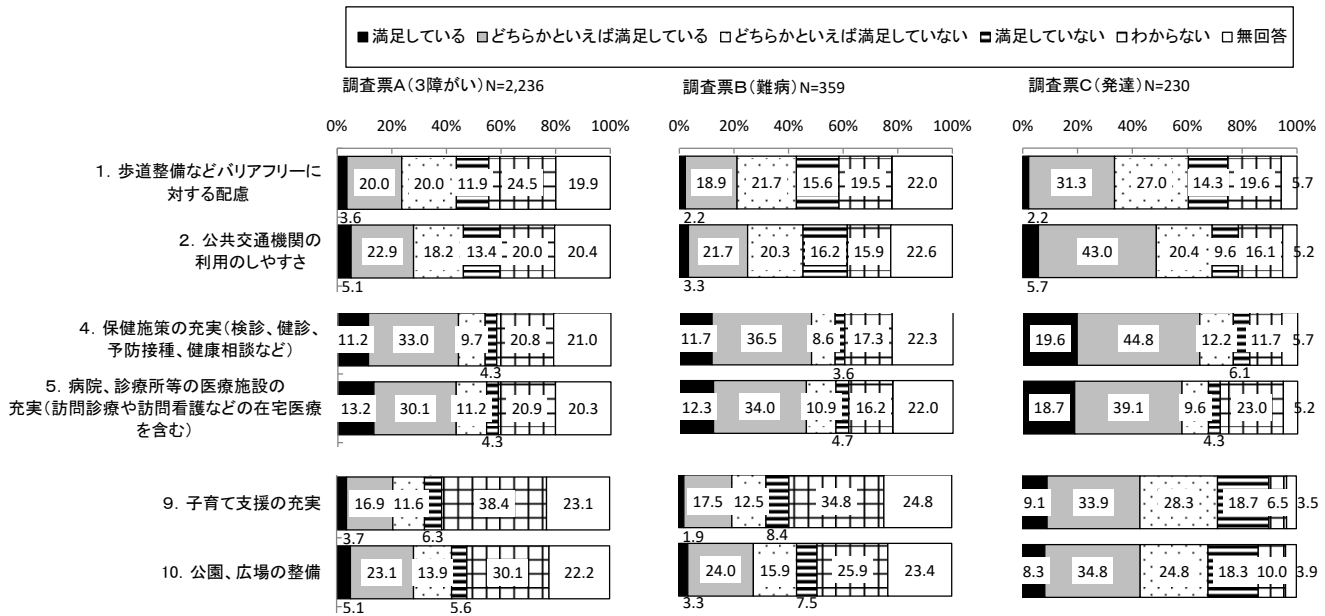 ■満足している ■どちらかといえば満足している □どちらかといえば満足していない ■満足していない □わからない □無回答
調査票A(3障がい)N=2,236 調査票B(難病)N=359 調査票C(発達)N=230
0% 20% 40% 60% 80% 100% 0% 20% 40% 60% 80% 100% 0% 20% 40% 60% 80% 100%
1. 歩道整備などバリアフリーに
対する配慮
20.0 20.0 11.9 24.5 19.9 18.9 21.7 15.6 19.5 22.0 31.3 27.0 14.3 19.6 5.7
3.6 2.2 2.2
2. 公共交通機関の
利用のしやすさ
22.9 18.2 13.4 20.0 20.4 21.7 20.3 16.2 15.9 22.6 43.0 20.4 9.6 16.1 5.2
5.1 3.3 5.7
4. 保健施策の充実(検診、健診、
予防接種、健康相談など)
11.2 33.0 9.7 20.8 21.0 11.7 36.5 8.6 17.3 22.3 19.6 44.8 12.2 11.7 5.7
4.3 3.6 6.1
5. 病院、診療所等の医療施設の
充実(訪問診療や訪問看護などの在宅医療
を含む)
13.2 30.1 11.2 20.9 20.3 12.3 34.0 10.9 16.2 22.0 18.7 39.1 9.6 23.0 5.2
4.3 4.7 4.3
9. 子育て支援の充実
16.9 11.6 38.4 23.1 17.5 12.5 34.8 24.8 9.1 33.9 28.3 18.7 6.5 3.5
3.7 6.3 1.9 8.4
10. 公園、広場の整備
23.1 13.9 30.1 22.2 24.0 15.9 25.9 23.4 8.3 34.8 24.8 18.3 10.0 3.9
5.1 5.6 3.3 7.5